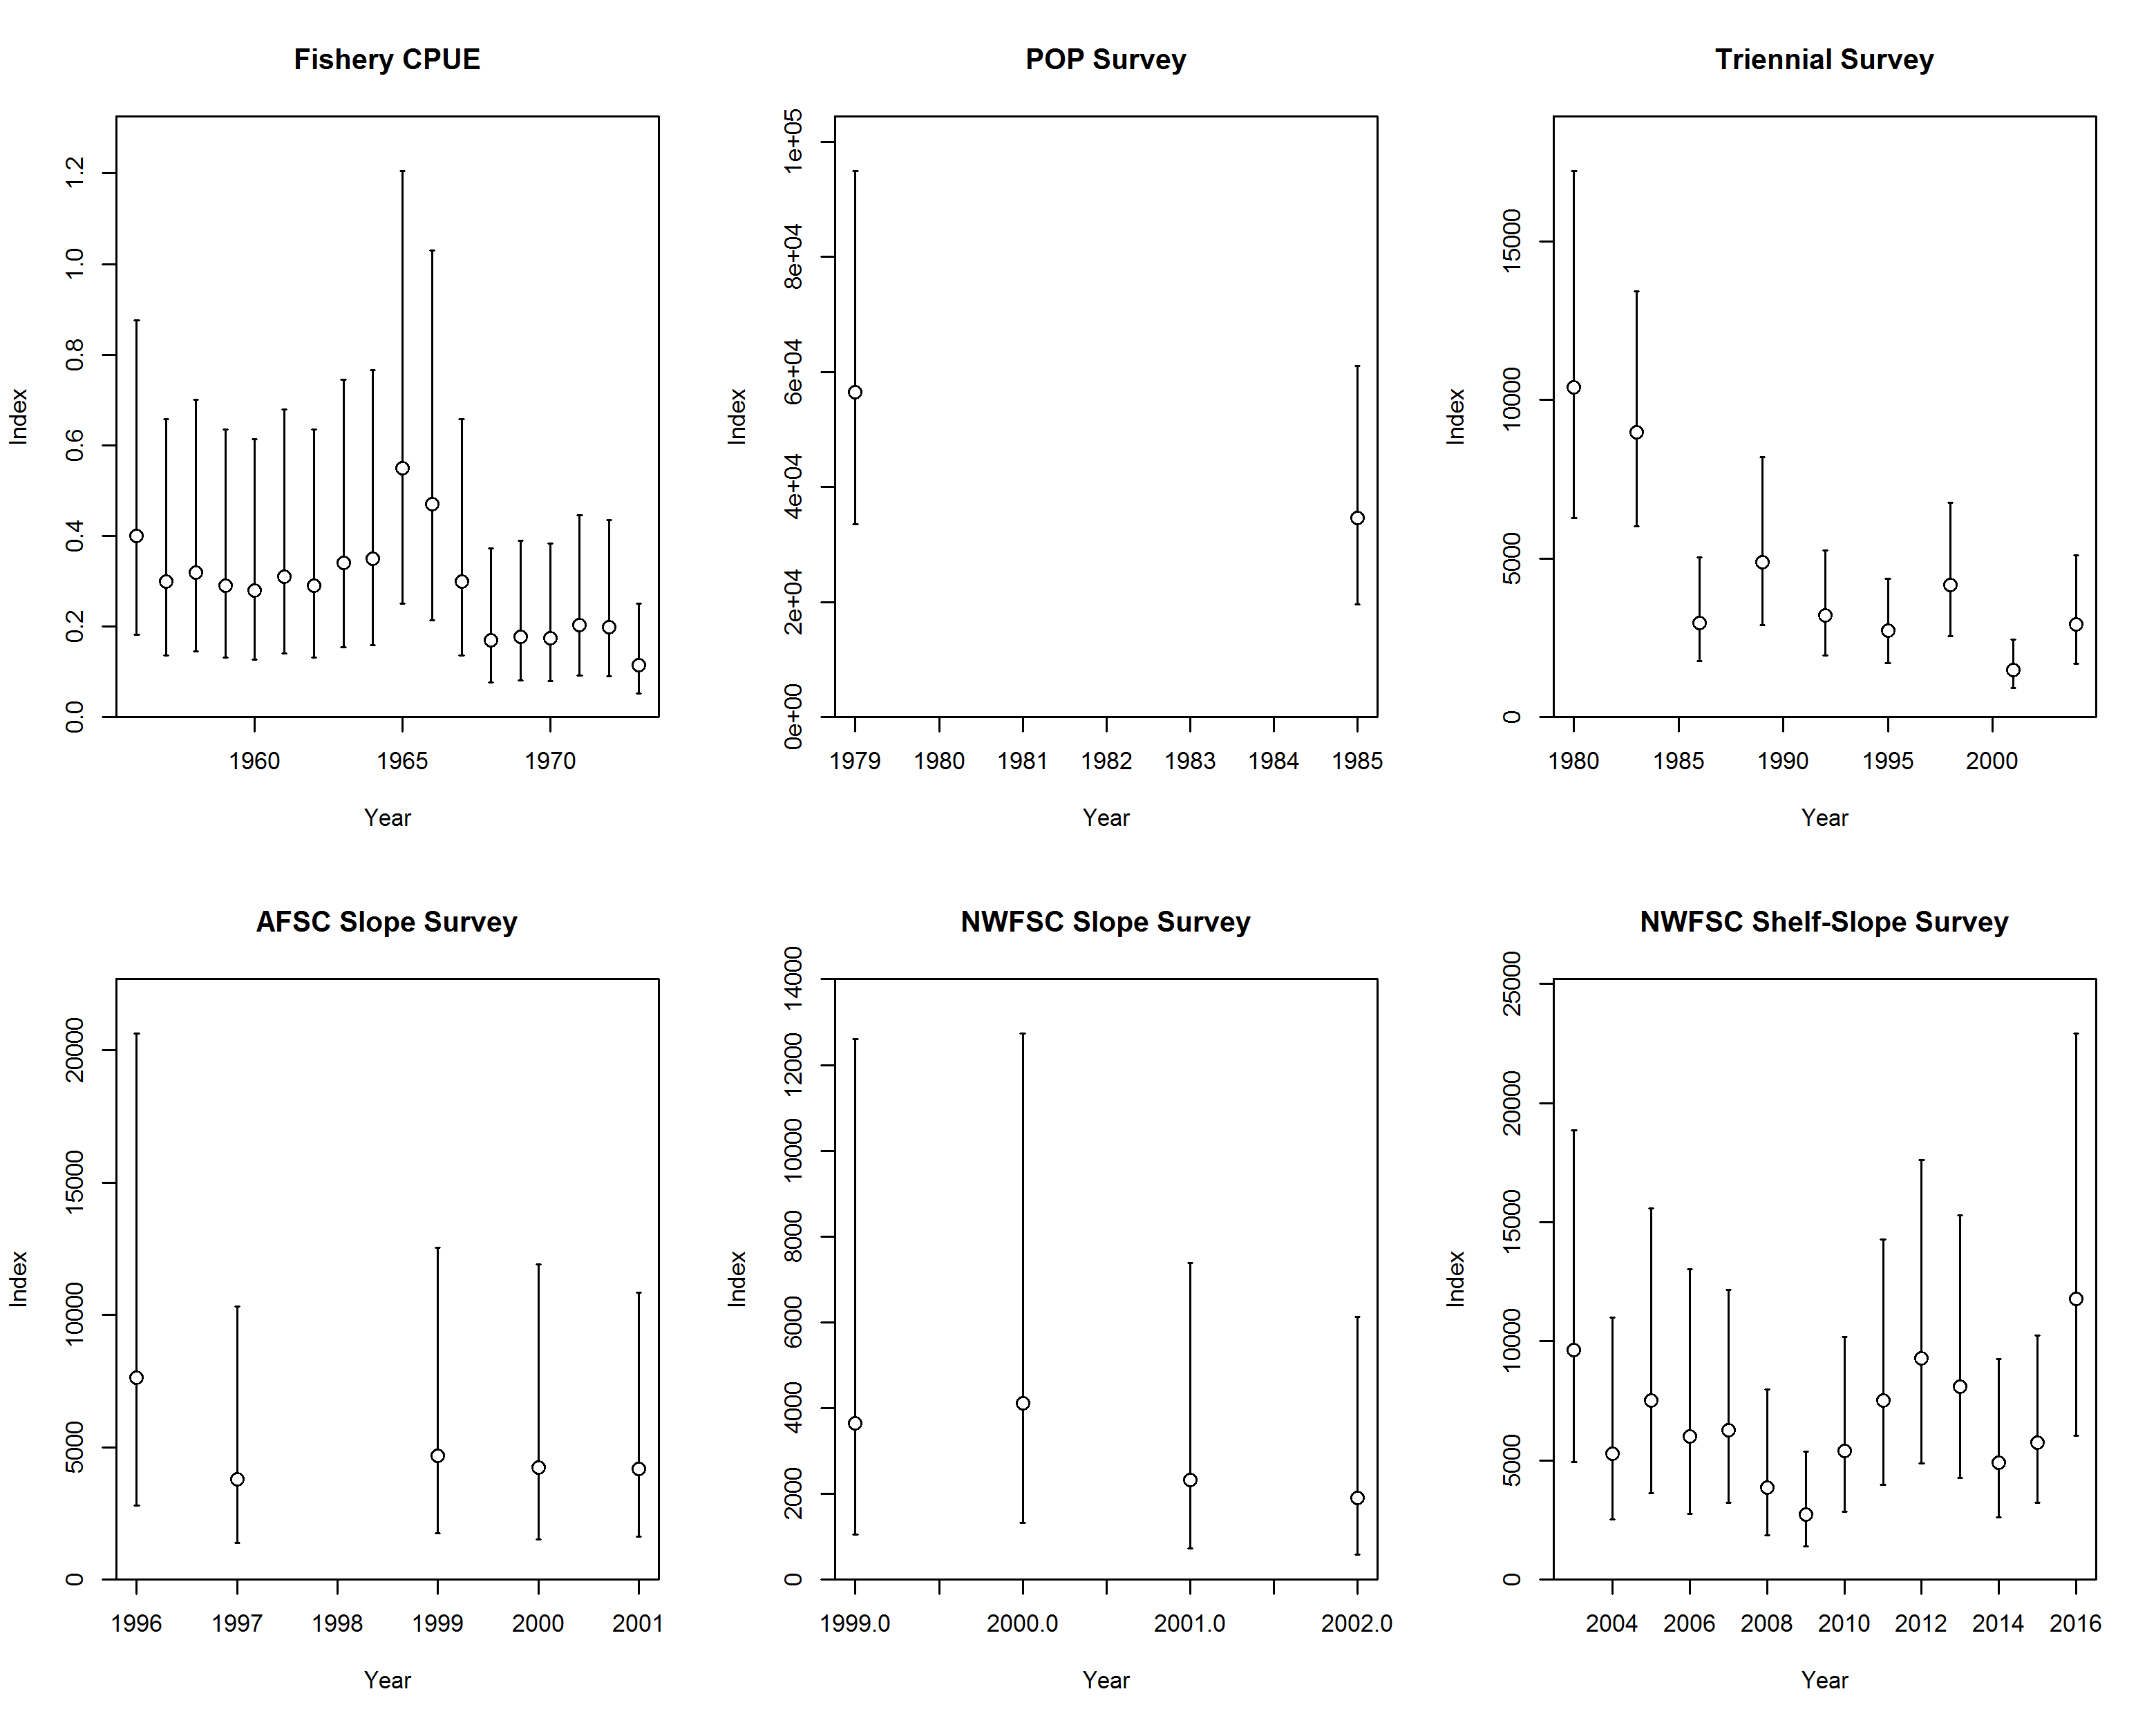 Fishery CPUE
Index
0.0 0.2 0.4 0.6 0.8 1.0 1.2
1960 1965 1970
Year
POP Survey
Index
0e+00 2e+04 4e+04 6e+04 8e+04 1e+05
1979 1980 1981 1982 1983 1984 1985
Year
Triennial Survey
Index
0 5000 10000 15000
1980 1985 1990 1995 2000
Year
AFSC Slope Survey
Index
0 5000 10000 15000 20000
1996 1997 1998 1999 2000 2001
Year
NWFSC Slope Survey
Index
0 2000 4000 6000 8000 10000 12000 14000
1999.0 2000.0 2001.0 2002.0
Year
NWFSC Shelf-Slope Survey
Index
0 5000 10000 15000 20000 25000
2004 2006 2008 2010 2012 2014 2016
Year